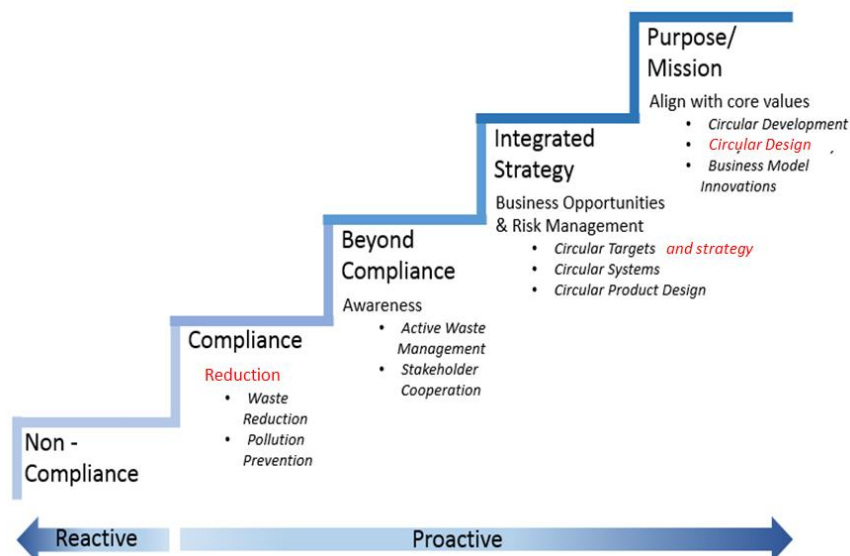 Purpose/
Mission
Align with core values
• Circular Development
• Circular Design
• Business Model
Innovations
Integrated
Strategy
Business Opportunities
& Risk Management
• Circular Targets and strategy
• Circular Systems
• Circular Product Design
Beyond
Compliance
Awareness
• Active Waste
Management
• Stakeholder
Cooperation
Compliance
Reduction
• Waste
Reduction
• Pollution
Prevention
Non -
Compliance
Reactive
Proactive